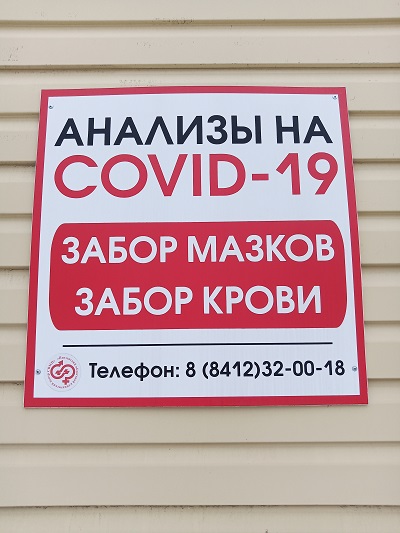 АНАЛИЗЫ НА
COVID-19
ЗАБОР МАЗКОВ
ЗАБОР КРОВИ
Телефон: 8 (8412)32-00-18